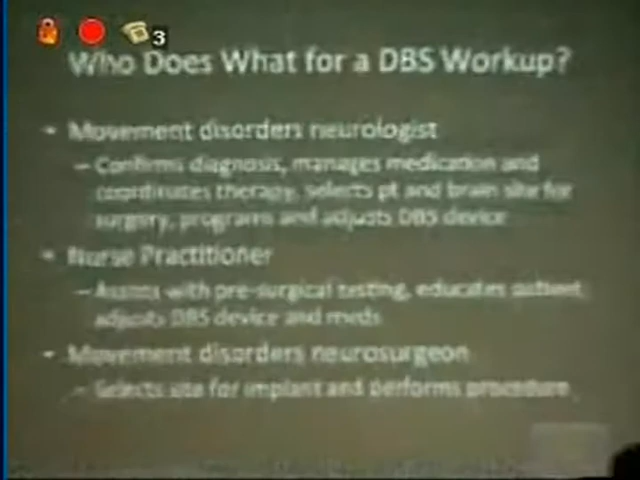 3
Who Does What for a DBS Workup?
• Movement disorders neurologist
– Confirms diagnosis, manages medication and
coordinates therapy, selects pt and brain site for
surgery, programs and adjusts DBS device
• Nurse Practitioner
– Assists with pre-surgical testing, educates patient,
adjusts DBS device and meds
• Movement disorders neurosurgeon
– Selects site for implant and performs procedure